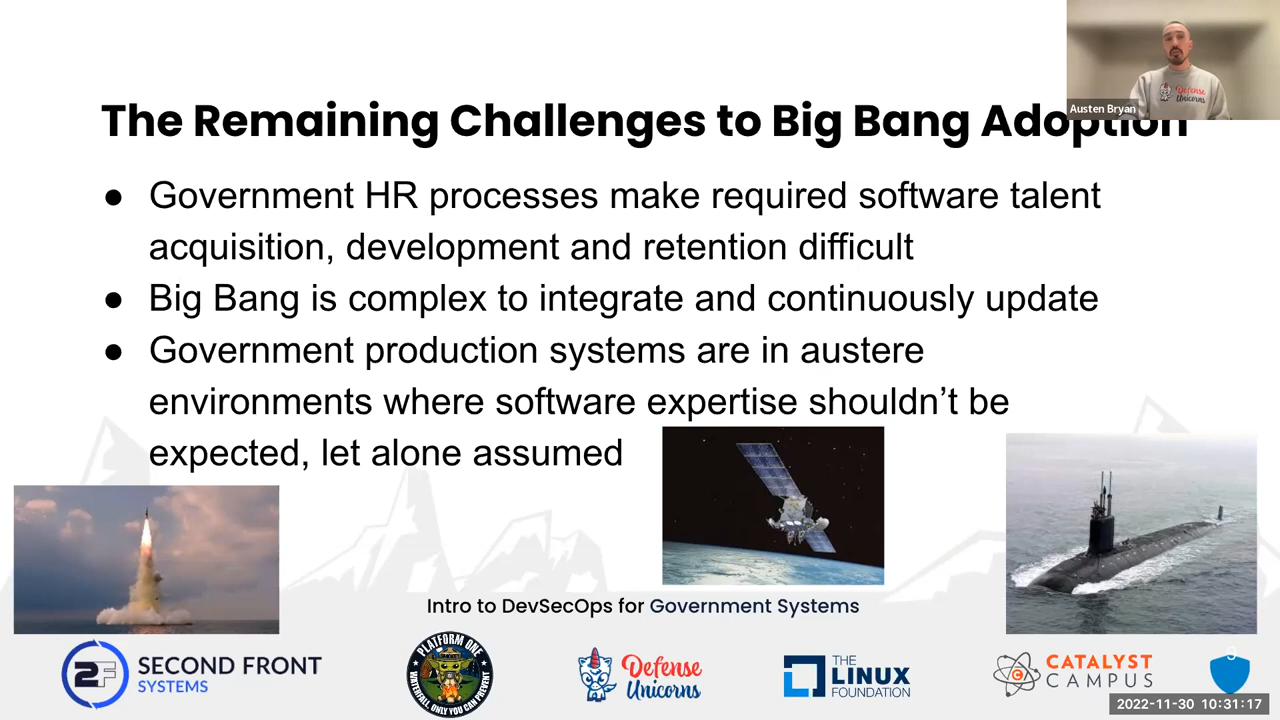 Defense
Unicorns
Austen Bryan
The Remaining Challenges to Big Bang Adoption
● Government HR processes make required software talent
acquisition, development and retention difficult
● Big Bang is complex to integrate and continuously update
● Government production systems are in austere
environments where software expertise shouldn’t be
expected, let alone assumed
Intro to DevSecOps for Government Systems
2F SECOND FRONT
SYSTEMS
PLATFORM ONE
WATERFALL, ONLY YOU CAN PREVENT
Defense
Unicorns
THE
LINUX
FOUNDATION
C CATALYST
CAMPUS
9
2022-11-30 10:31:17